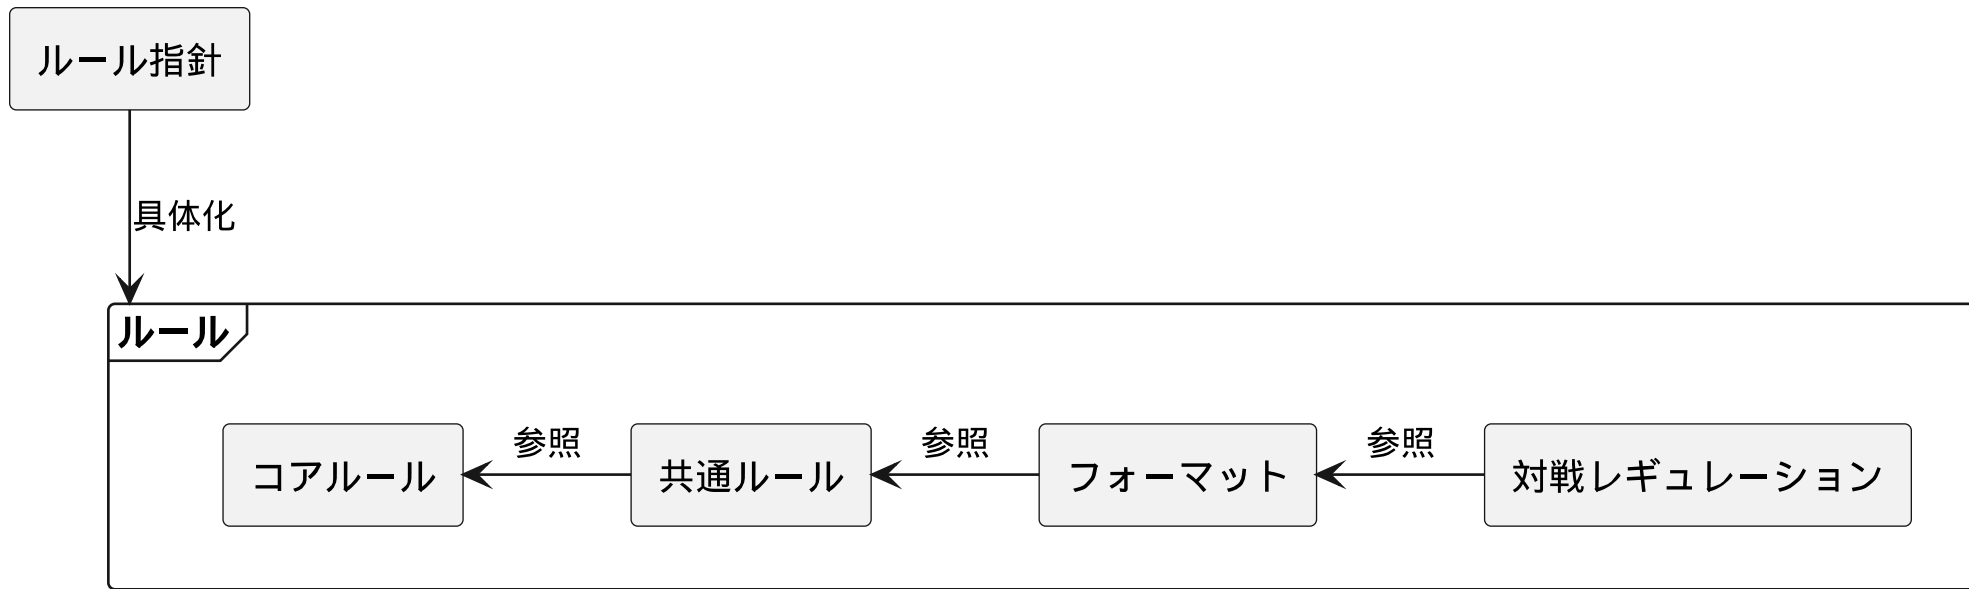 ルール指針
具体化
ルール
コアルール
参照
共通ルール
参照
フォーマット
参照
対戦レギュレーション